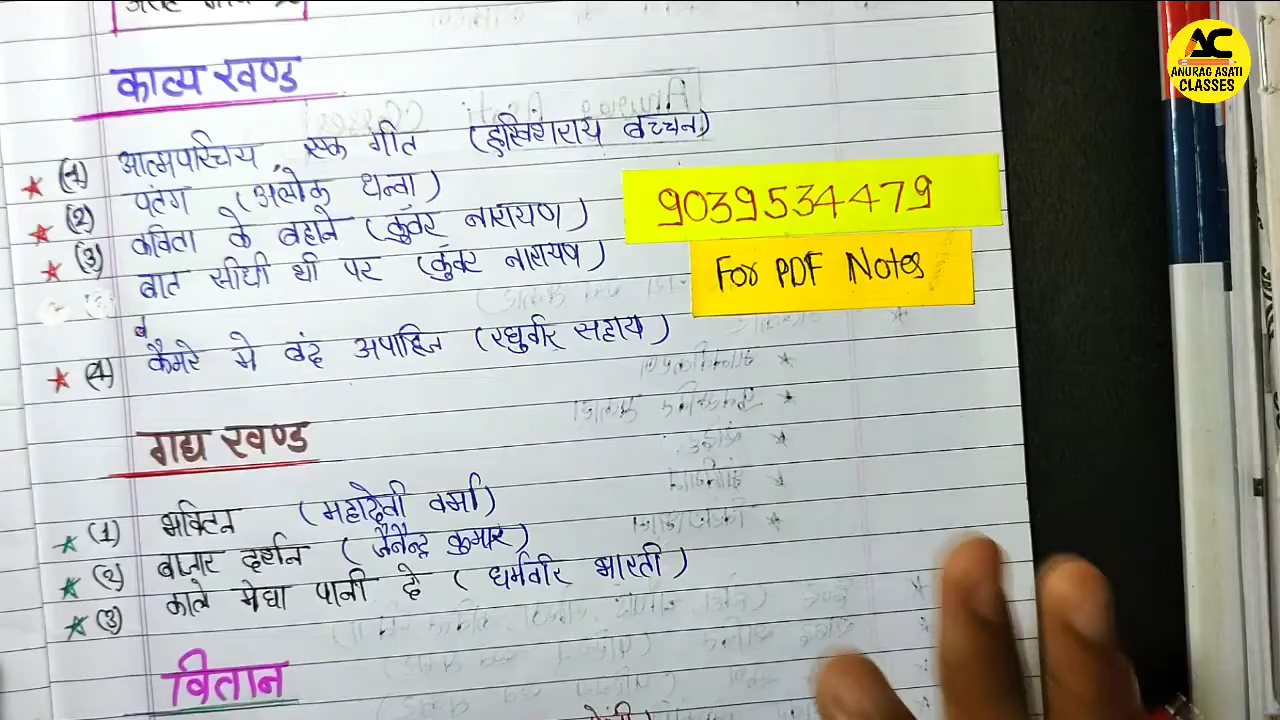 काव्य खण्ड
★ (1) आत्मपरिचय, एक गीत (हरिवंशराय बच्चन)
★ (2) पतंग (आलोक धन्वा)
★ (3) कविता के बहाने (कुंवर नारायण)
बात सीधी थी पर (कुंवर नारायण)
★ (4) कैमरे मे बंद अपाहिज (रघुवीर सहाय)
9039534479
For PDF Notes
गद्य खण्ड
★ (1) भक्तिन (महादेवी वर्मा)
★ (2) बाजार दर्शन (जैनेन्द्र कुमार)
★ (3) काले मेघा पानी दे (धर्मवीर भारती)
वितान
AC
ANURAG ASATI
CLASSES